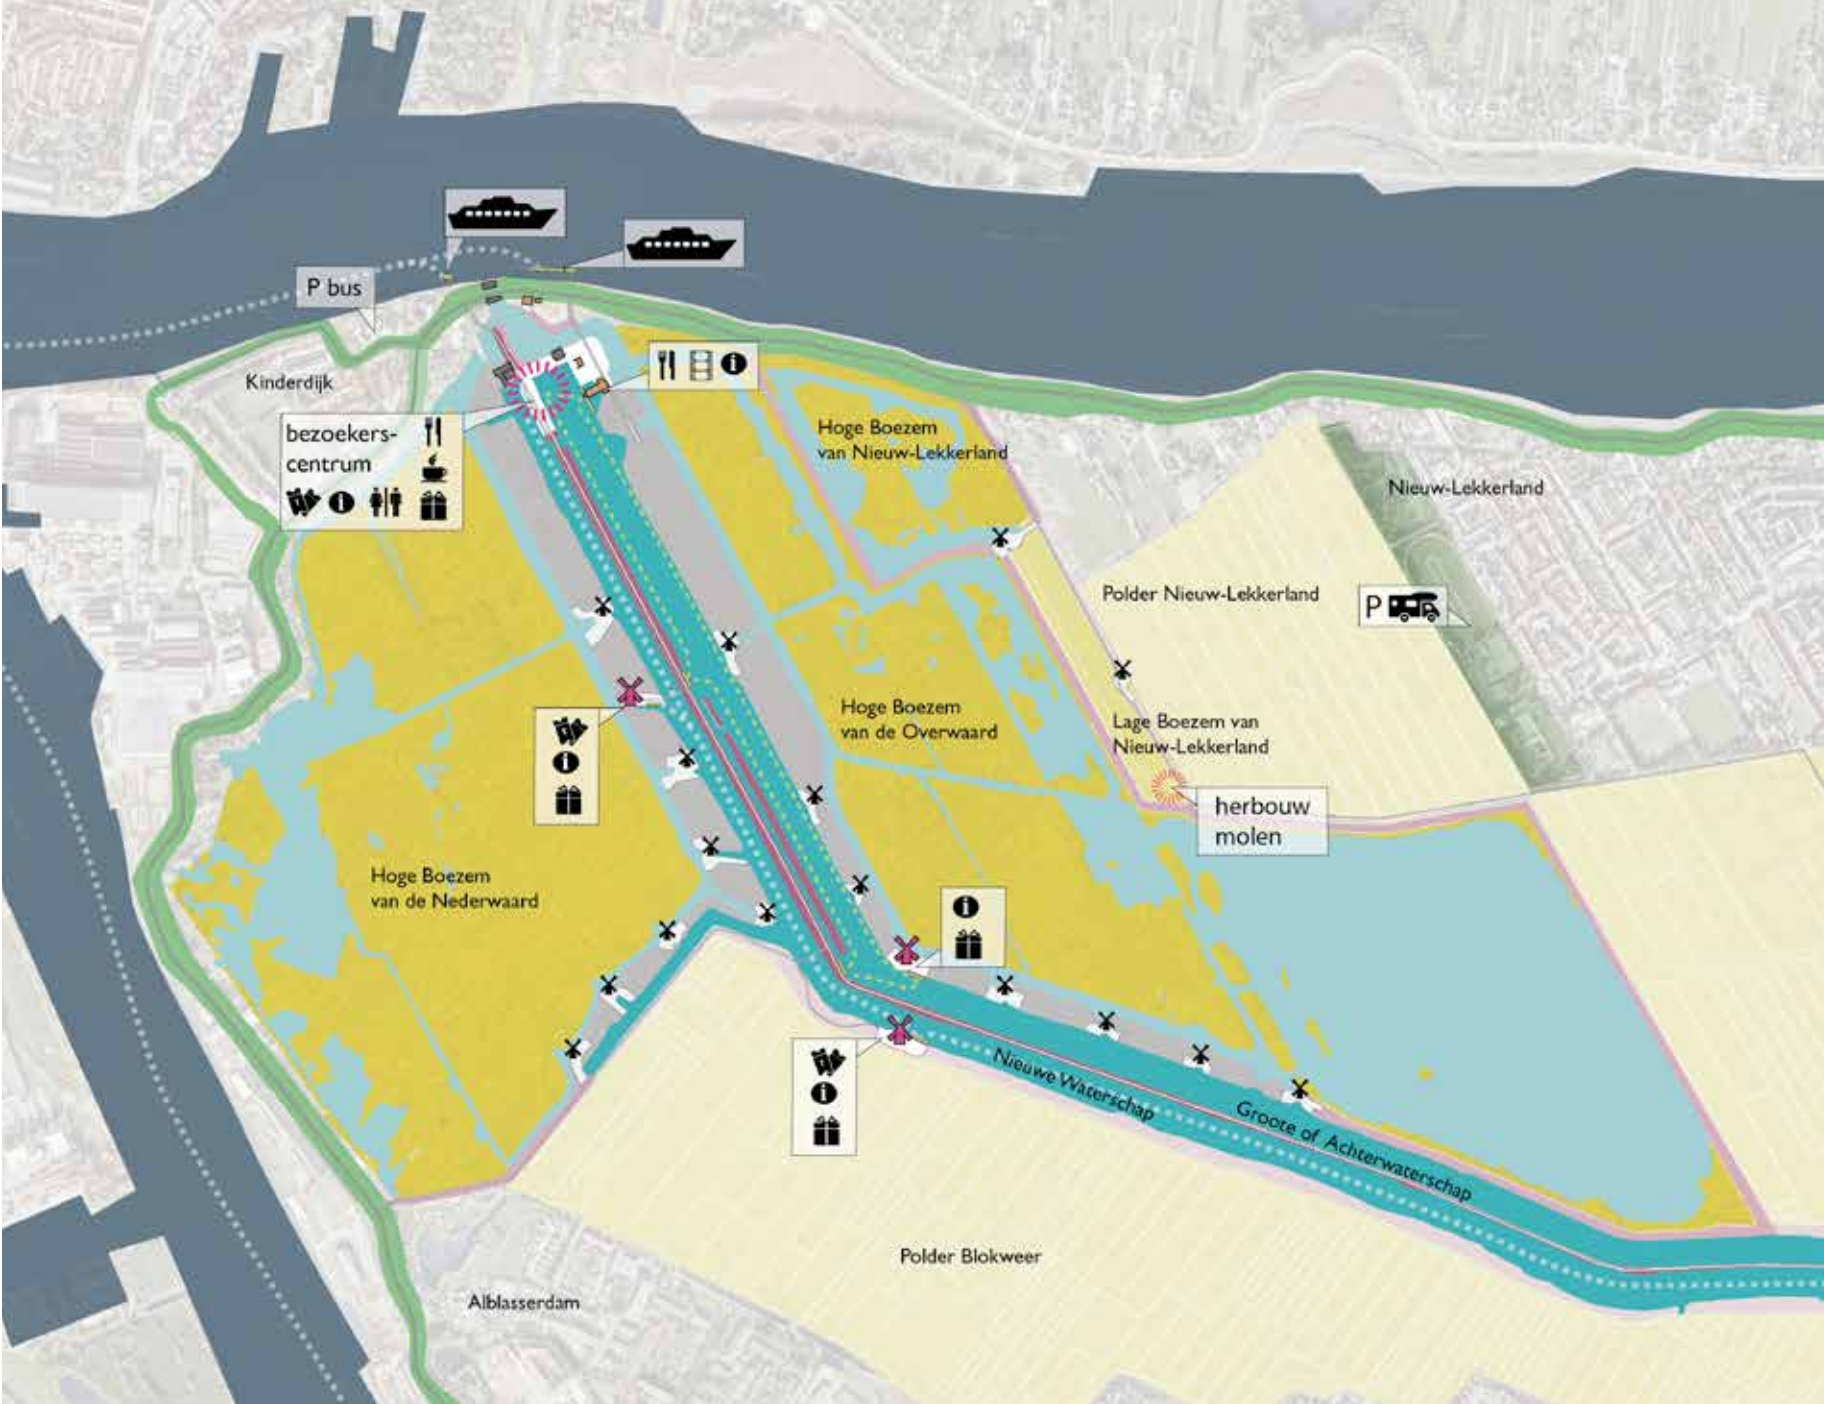 P bus
Kinderdijk
bezoekers-
centrum
Hoge Boezem
van Nieuw-Lekkerland
Nieuw-Lekkerland
Polder Nieuw-Lekkerland
P
Hoge Boezem
van de Overwaard
Lage Boezem van
Nieuw-Lekkerland
herbouw
molen
Hoge Boezem
van de Nederwaard
Nieuwe Waterschap
Groote of Achterwaterschap
Polder Blokweer
Alblasserdam